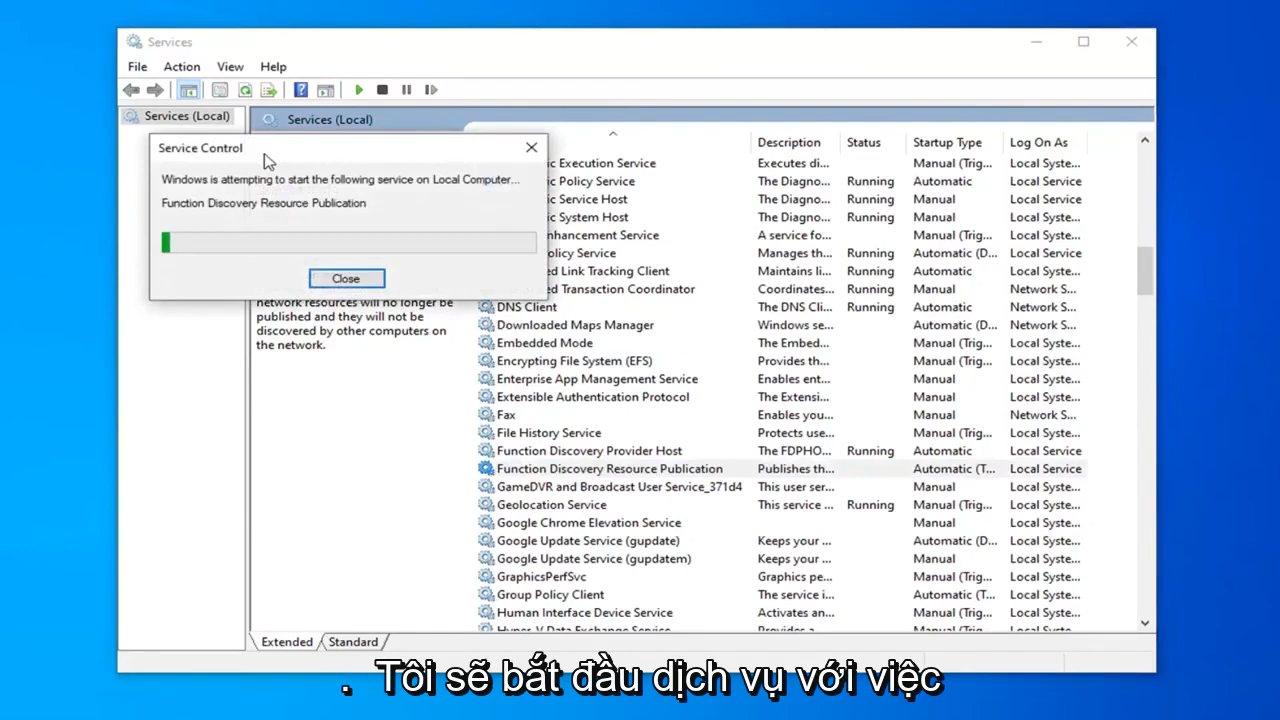 Services
File Action View Help
Services (Local)
Services (Local)
Service Control
Windows is attempting to start the following service on Local Computer...
Function Discovery Resource Publication
Close
network resources will no longer be
published and they will not be
discovered by other computers on
the network.
Description Status Startup Type Log On As
ic Execution Service Executes di... Manual (Trig... Local Syste...
ic Policy Service The Diagno... Running Automatic Local Service
ic Service Host The Diagno... Running Manual Local Service
ic System Host The Diagno... Running Manual Local Syste...
nhancement Service A service fo... Manual (Trig... Local Syste...
olicy Service Manages th... Running Automatic (D... Local Service
ed Link Tracking Client Maintains li... Running Automatic Local Syste...
ed Transaction Coordinator Coordinates... Running Manual Network S...
DNS Client The DNS Cli... Running Automatic (Trig... Network S...
Downloaded Maps Manager Windows se... Automatic (D... Network S...
Embedded Mode The Embed... Manual (Trig... Local Syste...
Encrypting File System (EFS) Provides th... Manual (Trig... Local Syste...
Enterprise App Management Service Enables ent... Manual Local Syste...
Extensible Authentication Protocol The Extensi... Manual Local Syste...
Fax Enables you... Manual Network S...
File History Service Protects use... Manual (Trig... Local Syste...
Function Discovery Provider Host The FDPHO... Running Automatic Local Service
Function Discovery Resource Publication Publishes th... Automatic (T... Local Service
GameDVR and Broadcast User Service_371d4 This user ser... Manual Local Syste...
Geolocation Service This service ... Running Manual (Trig... Local Syste...
Google Chrome Elevation Service Manual Local Syste...
Google Update Service (gupdate) Keeps your ... Automatic (D... Local Syste...
Google Update Service (gupdatem) Keeps your ... Manual Local Syste...
GraphicsPerfSvc Graphics pe... Manual (Trig... Local Syste...
Group Policy Client The service i... Automatic (T... Local Syste...
Human Interface Device Service Activates an... Manual (Trig... Local Syste...
Hyper-V Data Exchange Service Provides a ... Manual (Trig... Local Syste...
Extended Standard
. Tôi sẽ bắt đầu dịch vụ với việc